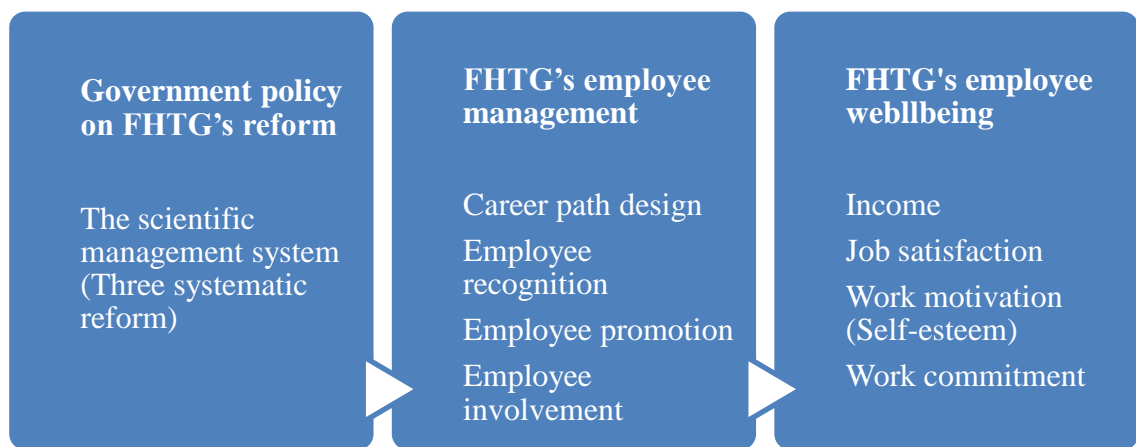 Government policy
on FHTG’s reform
The scientific
management system
(Three systematic
reform)
FHTG’s employee
management
Career path design
Employee
recognition
Employee promotion
Employee
involvement
FHTG's employee
webllbeing
Income
Job satisfaction
Work motivation
(Self-esteem)
Work commitment